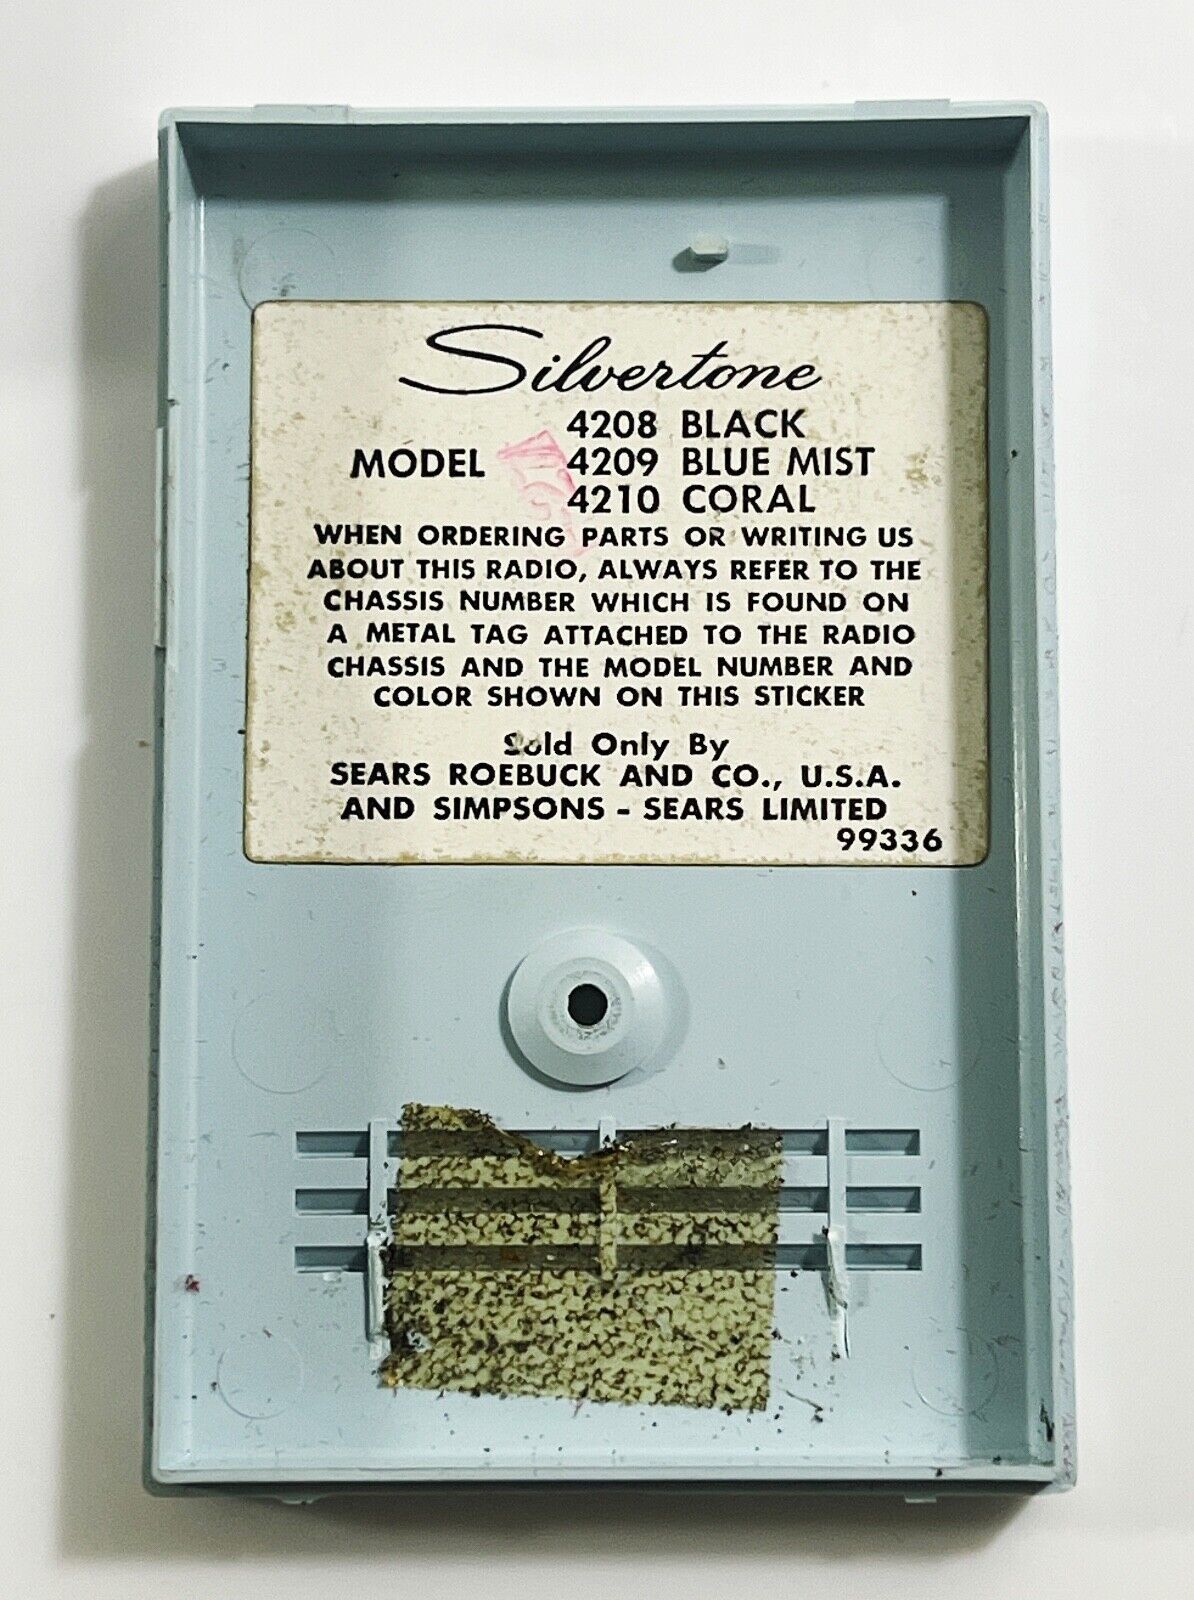 Silvertone
4208 BLACK
MODEL 4209 BLUE MIST
4210 CORAL
WHEN ORDERING PARTS OR WRITING US
ABOUT THIS RADIO, ALWAYS REFER TO THE
CHASSIS NUMBER WHICH IS FOUND ON
A METAL TAG ATTACHED TO THE RADIO
CHASSIS AND THE MODEL NUMBER AND
COLOR SHOWN ON THIS STICKER
Sold Only By
SEARS ROEBUCK AND CO., U.S.A.
AND SIMPSONS - SEARS LIMITED
99336